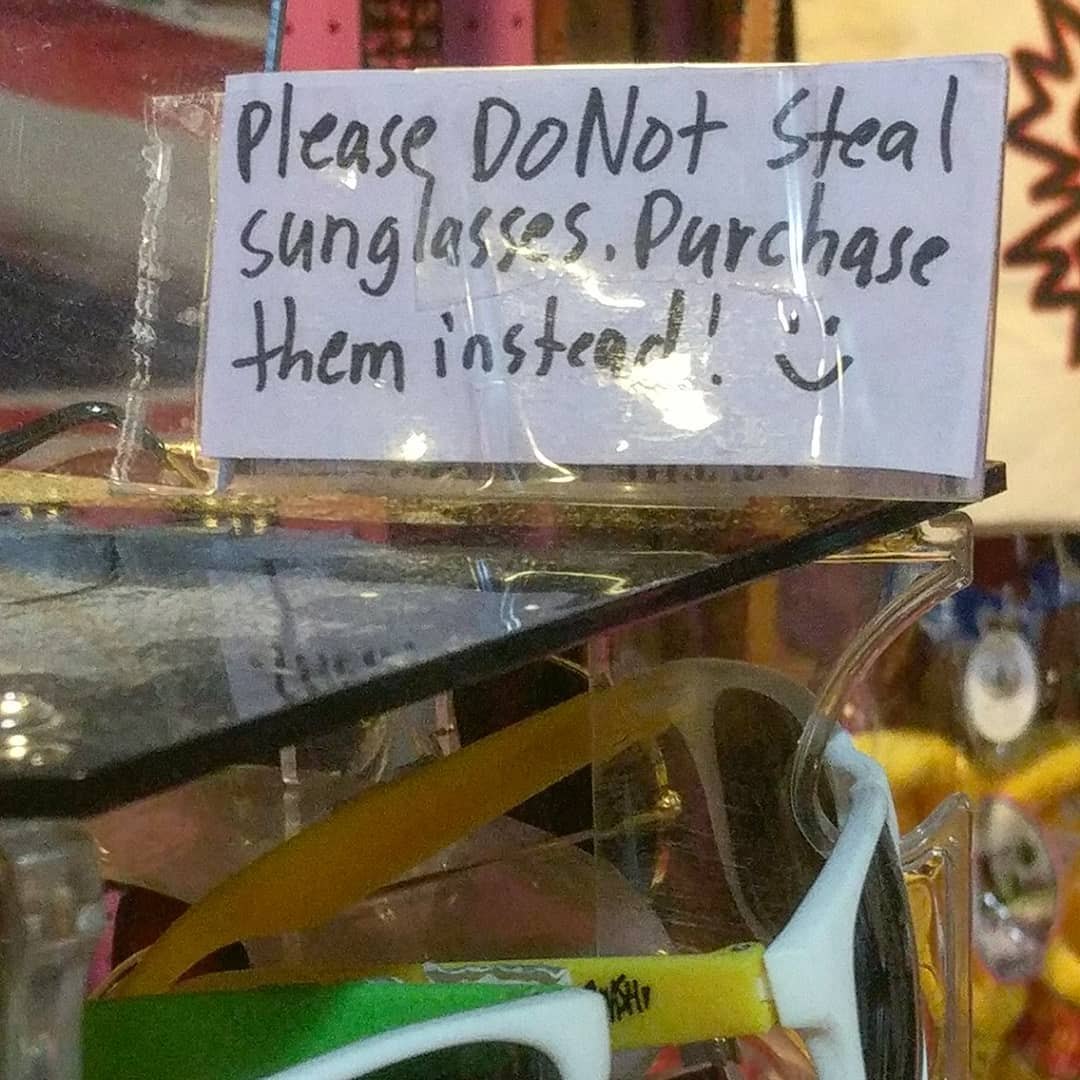 Please DoNot Steal
sunglasses. Purchase
them instead! :)